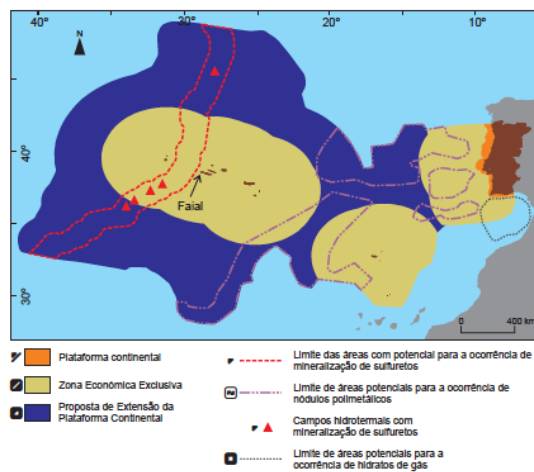 40° 30° 20° 10°
N
40°
Faial
30°
0 400 km
Plataforma continental
Zona Económica Exclusiva
Proposta de Extensão da
Plataforma Continental
Limite das áreas com potencial para a ocorrência de
mineralização de sulfuretos
Limite de áreas potenciais para a ocorrência de
nódulos polimetálicos
Campos hidrotermais com
mineralização de sulfuretos
Limite de áreas potenciais para a
ocorrência de hidratos de gás